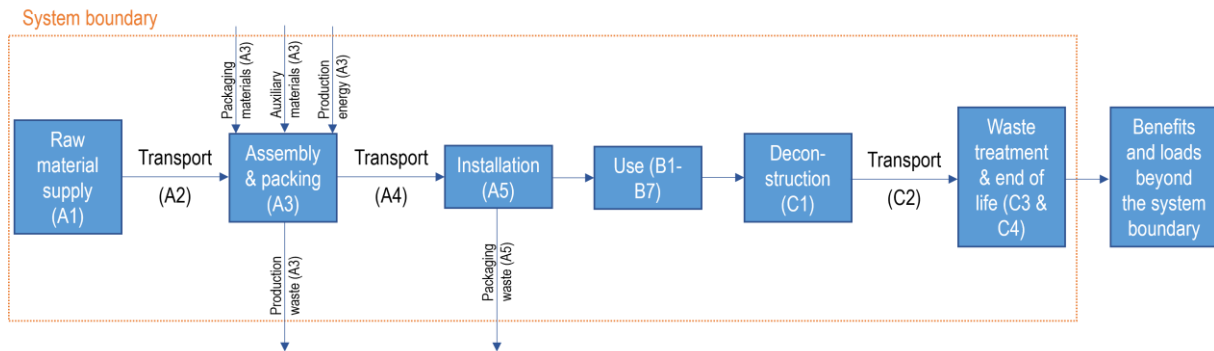 System boundary
Packaging
materials (A3)
Auxiliary
materials (A3)
Production
energy (A3)
Raw
material
supply
(A1)
Transport
(A2)
Assembly
& packing
(A3)
Transport
(A4)
Installation
(A5)
Use (B1-
B7)
Decon-
struction
(C1)
Transport
(C2)
Waste
treatment
& end of
life (C3 &
C4)
Benefits
and loads
beyond
the system
boundary
Production
waste (A3)
Packaging
waste (A5)